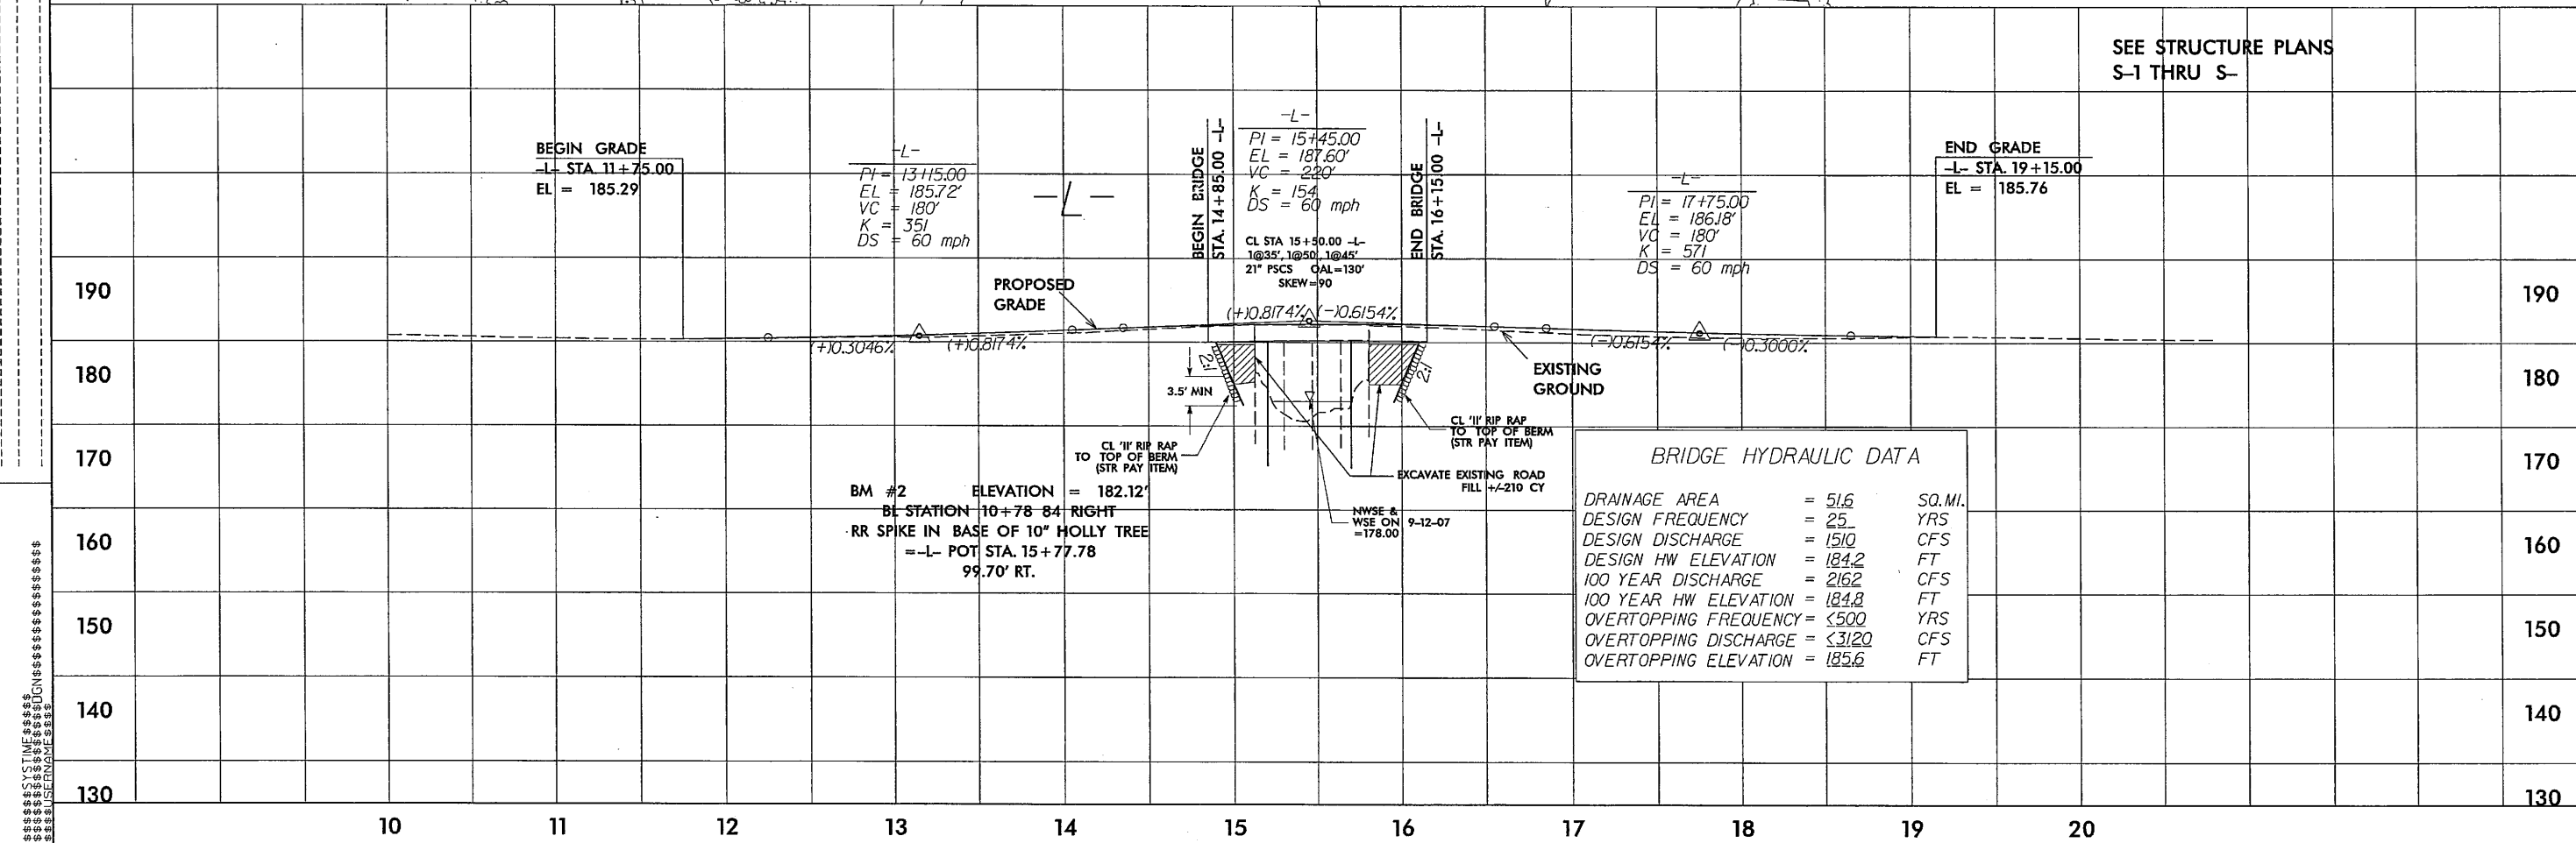 SEE STRUCTURE PLANS
S-1 THRU S-
BEGIN GRADE
-L- STA. 11+75.00
EL = 185.29
-L-
PI = 13+15.00
EL = 185.72'
VC = 180'
K = 351
DS = 60 mph
-L-
BEGIN BRIDGE
STA. 14+85.00 -L-
-L-
PI = 15+45.00
EL = 187.60'
VC = 220'
K = 154
DS = 60 mph
CL STA 15+50.00 -L-
1@35', 1@50', 1@45'
21" PSCS OAL=130'
SKEW=90
END BRIDGE
STA. 16+15.00 -L-
-L-
PI = 17+75.00
EL = 186.18'
VC = 180'
K = 571
DS = 60 mph
END GRADE
-L- STA. 19+15.00
EL = 185.76
190
PROPOSED
GRADE
190
(+)0.3046%
(+)0.8174%
(+)0.8174%
(-)0.6154%
(-)0.6154%
(-)0.3000%
180
2:1
3.5' MIN
2:1
EXISTING
GROUND
180
CL 'II' RIP RAP
TO TOP OF BERM
(STR PAY ITEM)
CL 'II' RIP RAP
TO TOP OF BERM
(STR PAY ITEM)
170
170
EXCAVATE EXISTING ROAD
FILL +/-210 CY
NWSE &
WSE ON 9-12-07
=178.00
BM #2 ELEVATION = 182.12'
BL STATION 10+78 84 RIGHT
RR SPIKE IN BASE OF 10" HOLLY TREE
=-L- POT STA. 15+77.78
99.70' RT.
BRIDGE HYDRAULIC DATA
DRAINAGE AREA = 51.6 SQ.MI.
DESIGN FREQUENCY = 25 YRS
DESIGN DISCHARGE = 1510 CFS
DESIGN HW ELEVATION = 184.2 FT
100 YEAR DISCHARGE = 2162 CFS
100 YEAR HW ELEVATION = 184.8 FT
OVERTOPPING FREQUENCY = <500 YRS
OVERTOPPING DISCHARGE = <3120 CFS
OVERTOPPING ELEVATION = 185.6 FT
160
160
150
150
140
140
130
130
10 11 12 13 14 15 16 17 18 19 20